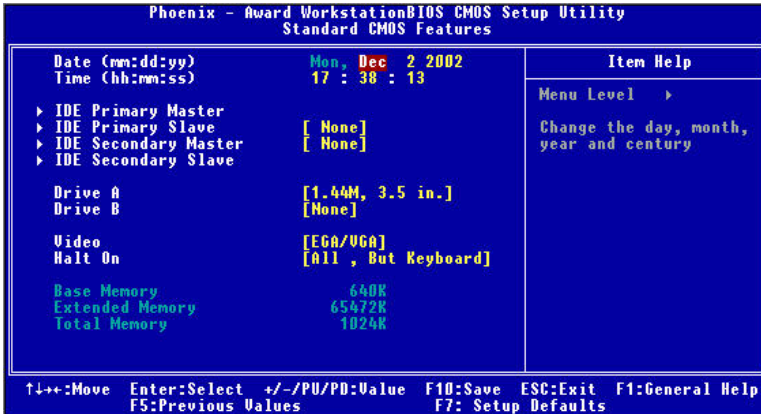 Phoenix - Award WorkstationBIOS CMOS Setup Utility
Standard CMOS Features
Date (mm:dd:yy) Mon, Dec 2 2002
Time (hh:mm:ss) 17 : 38 : 13
IDE Primary Master
IDE Primary Slave [ None]
IDE Secondary Master [ None]
IDE Secondary Slave
Drive A [1.44M, 3.5 in.]
Drive B [None]
Video [EGA/VGA]
Halt On [All , But Keyboard]
Base Memory 640K
Extended Memory 65472K
Total Memory 1024K
Item Help
Menu Level
Change the day, month,
year and century
↑↓→←:Move Enter:Select +/-/PU/PD:Value F10:Save ESC:Exit F1:General Help
F5:Previous Values F7: Setup Defaults